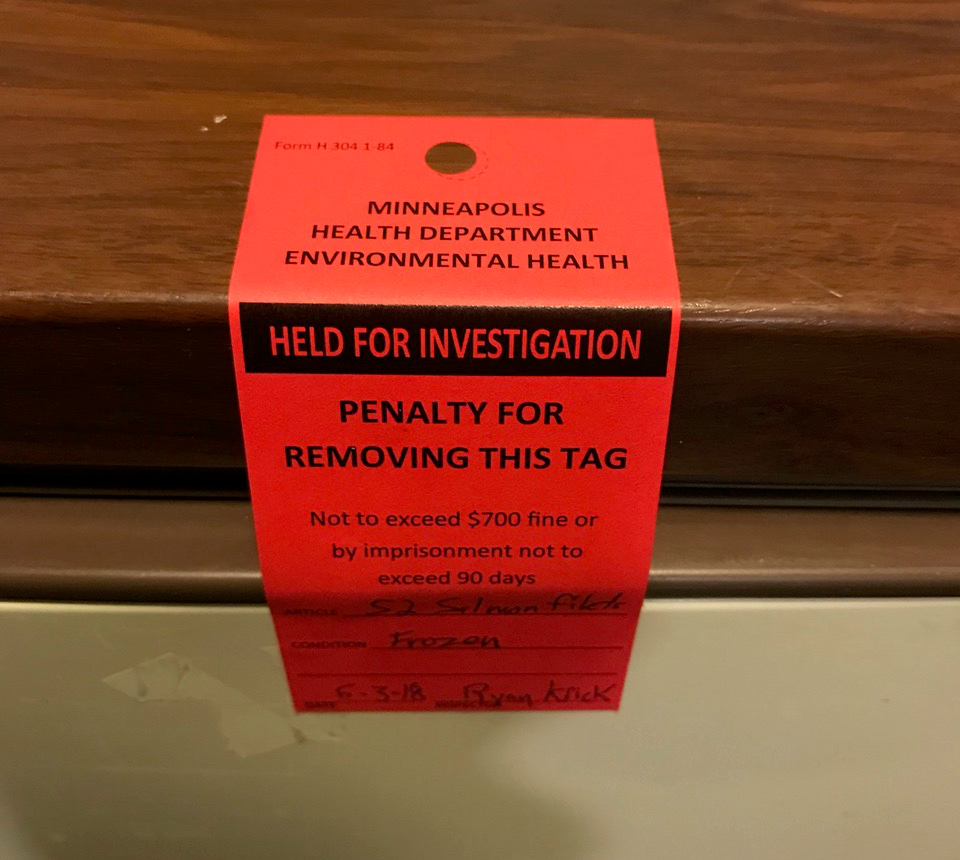 Form H 304 1-84
MINNEAPOLIS
HEALTH DEPARTMENT
ENVIRONMENTAL HEALTH
HELD FOR INVESTIGATION
PENALTY FOR
REMOVING THIS TAG
Not to exceed $700 fine or
by imprisonment not to
exceed 90 days
ARTICLE 52 Salmon filets
CONDITION Frozen
DATE 5-3-18 INSPECTOR Ryan Krick